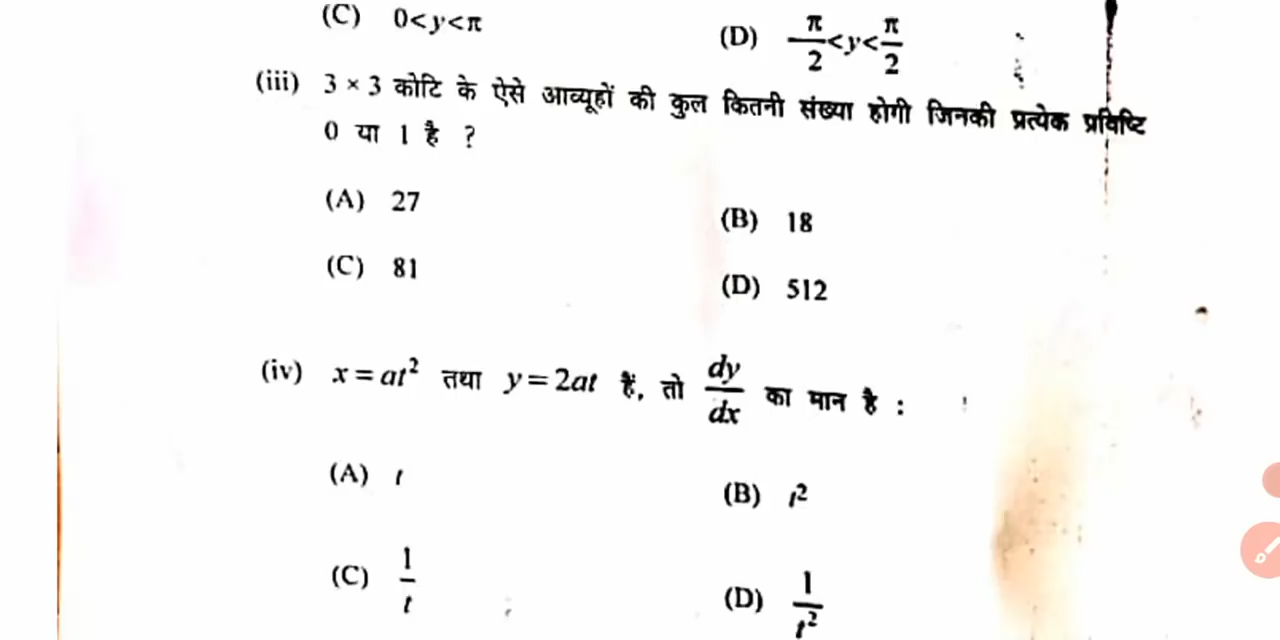 (C) 0<y<π (D) −π/2<y<π/2
(iii) 3 × 3 कोटि के ऐसे आव्यूहों की कुल कितनी संख्या होगी जिनकी प्रत्येक प्रविष्टि
0 या 1 है ?
(A) 27 (B) 18
(C) 81 (D) 512
(iv) x = at² तथा y = 2at हैं, तो dy/dx का मान है :
(A) t (B) t²
(C) 1/t (D) 1/t²